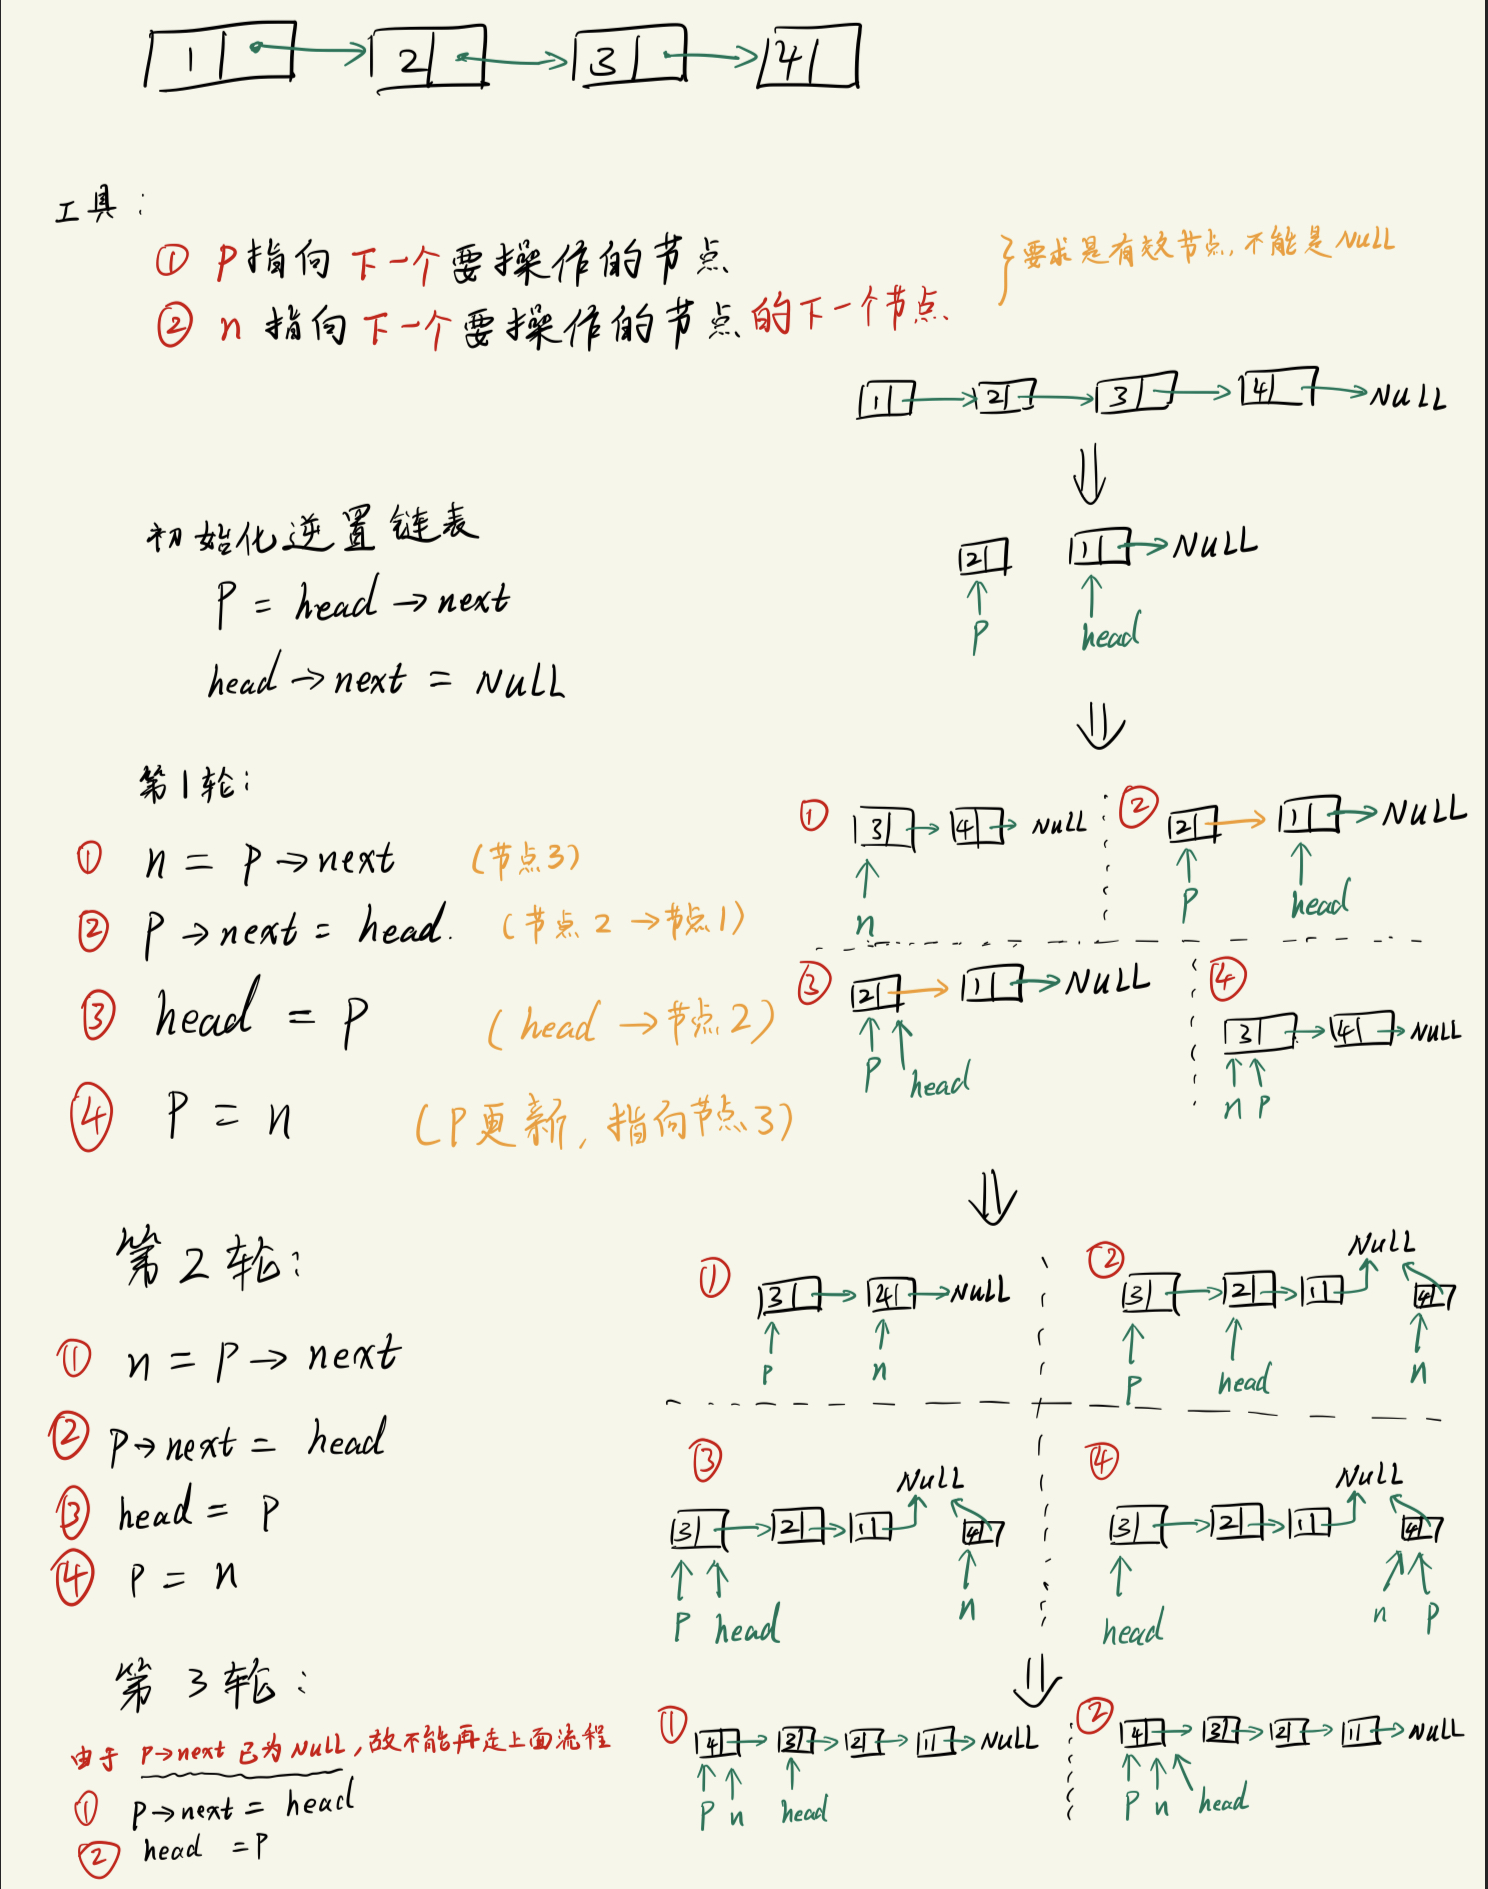 1 → 2 → 3 → 4
工具：
① P指向下一个要操作的节点
② n 指向下一个要操作的节点的下一个节点
} 要求是有效节点, 不能是NULL
1 → 2 → 3 → 4 → NULL
初始化逆置链表
P = head → next
head → next = NULL
2 1 → NULL
P head
第1轮：
① n = P → next (节点3)
② P → next = head. (节点2 → 节点1)
③ head = P (head → 节点2)
④ P = n (P更新, 指向节点3)
① 3 → 4 → NULL
n
② 2 → 1 → NULL
P head
③ 2 → 1 → NULL
P head
④ 3 → 4 → NULL
n P
第2轮：
① n = P → next
② P → next = head
③ head = P
④ P = n
① 3 → 4 → NULL
P n
② NULL
3 → 2 → 1 4
P head n
③ NULL
3 → 2 → 1 4
P head n
④ NULL
3 → 2 → 1 4
head n P
第3轮：
由于 P→next 已为NULL, 故不能再走上面流程
① P→next = head
② head = P
① 4 → 3 → 2 → 1 → NULL
P n head
② 4 → 3 → 2 → 1 → NULL
P n head